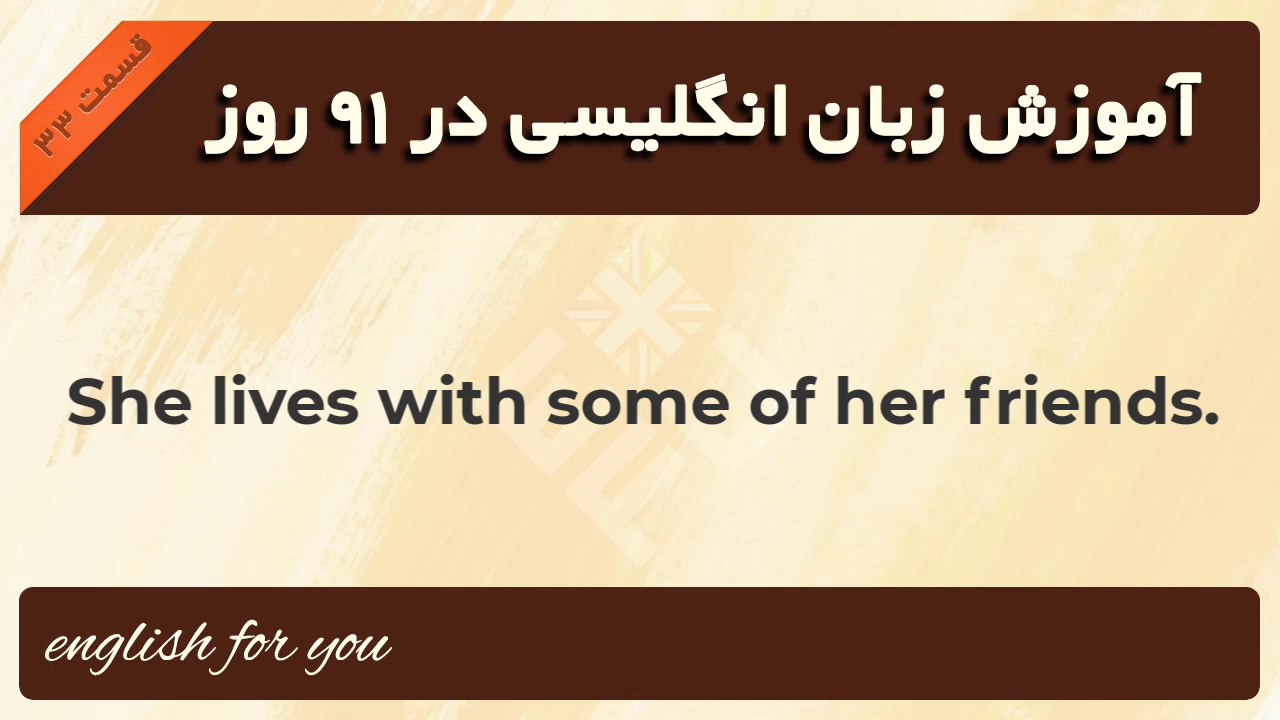 قسمت ۳۳
آموزش زبان انگلیسی در ۹۱ روز
She lives with some of her friends.
english for you